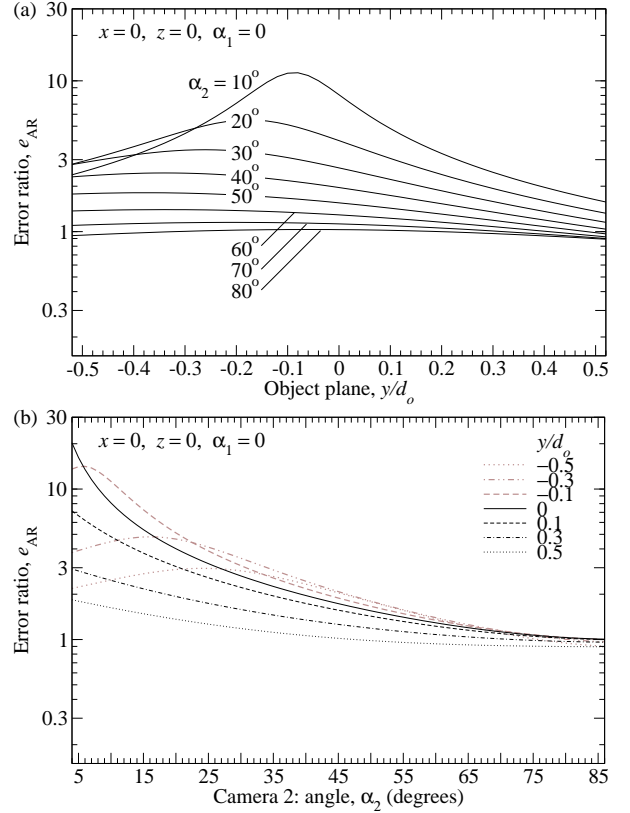 (a)
30
x=0, z=0, α1=0
α2 = 10°
10
20°
3
30°
40°
50°
1
60°
70°
80°
0.3
Error ratio, eAR
-0.5 -0.4 -0.3 -0.2 -0.1 0 0.1 0.2 0.3 0.4 0.5
Object plane, y/do
(b)
30
x=0, z=0, α1=0
y/do
−0.5
−0.3
−0.1
0
0.1
0.3
0.5
10
3
1
0.3
Error ratio, eAR
5 15 25 35 45 55 65 75 85
Camera 2: angle, α2 (degrees)